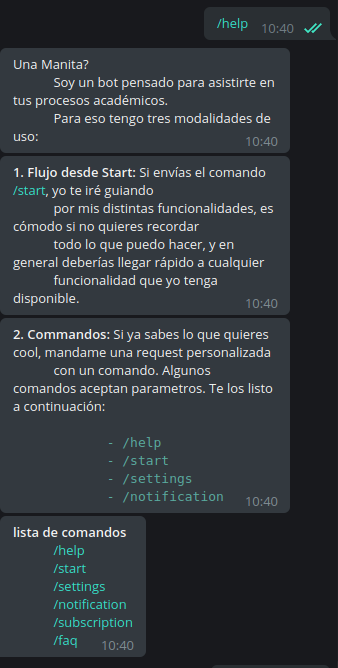 /help 10:40
Una Manita?
Soy un bot pensado para asistirte en
tus procesos académicos.
Para eso tengo tres modalidades de
uso: 10:40
1. Flujo desde Start: Si envías el comando
/start, yo te iré guiando
por mis distintas funcionalidades, es
cómodo si no quieres recordar
todo lo que puedo hacer, y en
general deberías llegar rápido a cualquier
funcionalidad que yo tenga
disponible. 10:40
2. Commandos: Si ya sabes lo que quieres
cool, mandame una request personalizada
con un comando. Algunos
comandos aceptan parametros. Te los listo
a continuación:
- /help
- /start
- /settings
- /notification 10:40
lista de comandos
/help
/start
/settings
/notification
/subscription
/faq 10:40